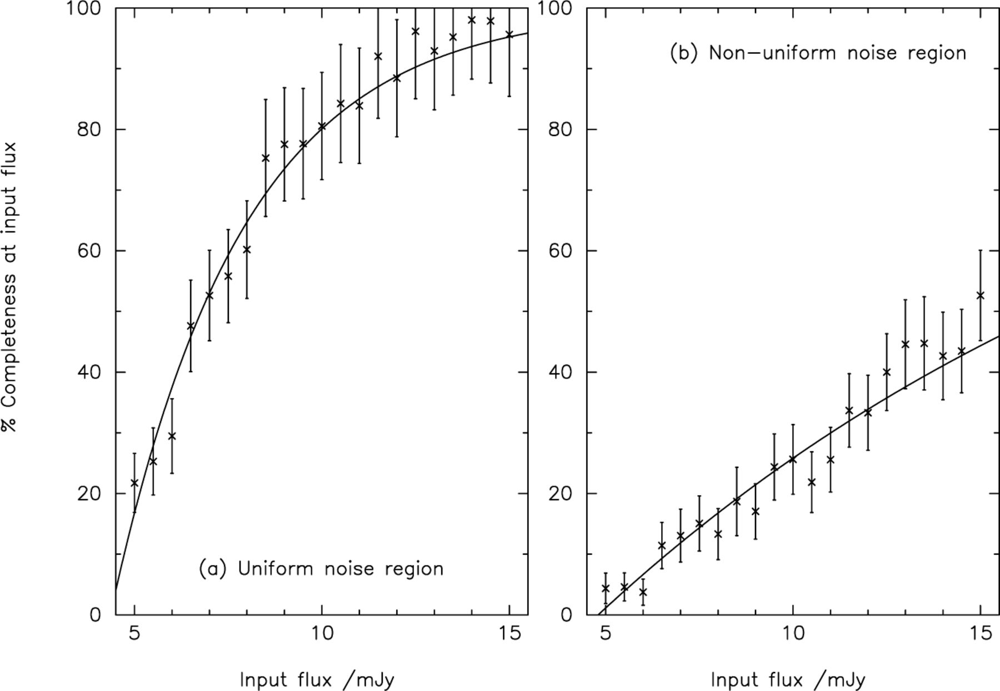 % Completeness at input flux
100
80
60
40
20
0
5 10 15
(a) Uniform noise region
Input flux /mJy
100
80
60
40
20
0
5 10 15
(b) Non-uniform noise region
Input flux /mJy